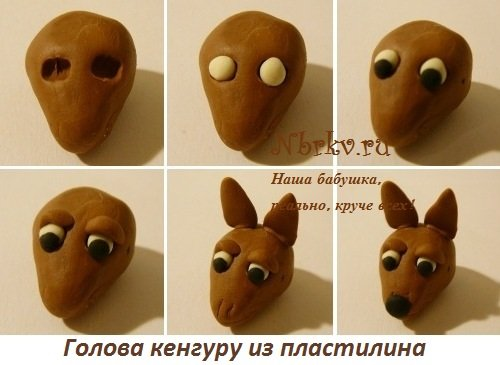 Nbrkv.ru
Наша бабушка,
реально, круче всех!
Голова кенгуру из пластилина